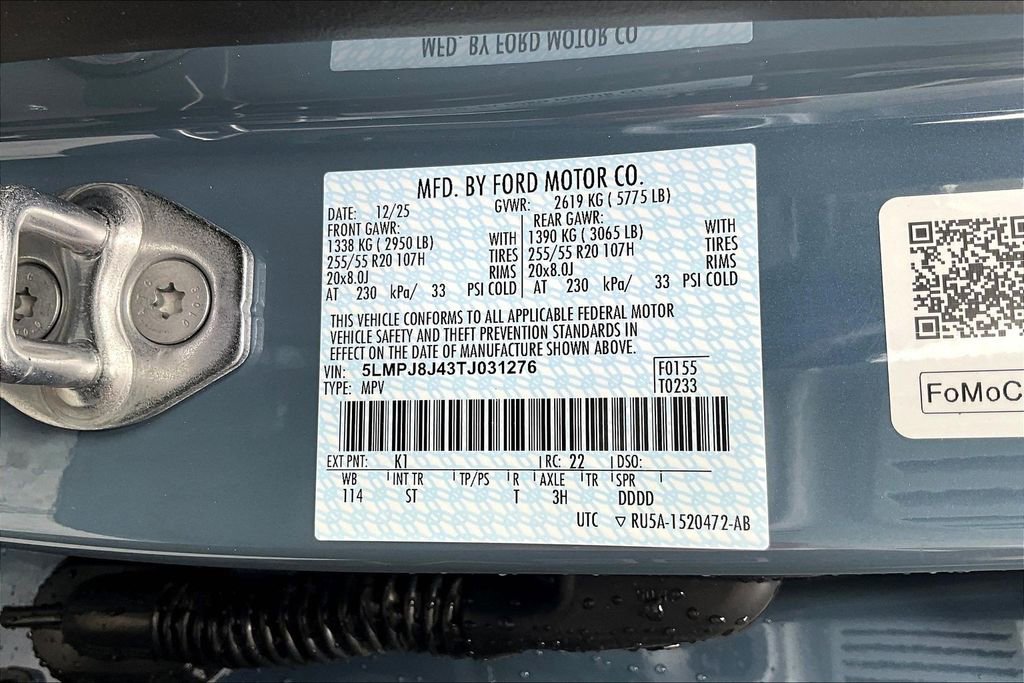 MFD. BY FORD MOTOR CO
MFD. BY FORD MOTOR CO.
DATE: 12/25 GVWR: 2619 KG ( 5775 LB)
FRONT GAWR: REAR GAWR:
1338 KG ( 2950 LB) WITH 1390 KG ( 3065 LB) WITH
255/55 R20 107H TIRES 255/55 R20 107H TIRES
20x8.0J RIMS 20x8.0J RIMS
AT 230 kPa/ 33 PSI COLD AT 230 kPa/ 33 PSI COLD
THIS VEHICLE CONFORMS TO ALL APPLICABLE FEDERAL MOTOR
VEHICLE SAFETY AND THEFT PREVENTION STANDARDS IN
EFFECT ON THE DATE OF MANUFACTURE SHOWN ABOVE.
VIN: 5LMPJ8J43TJ031276 F0155
TYPE: MPV T0233
EXT PNT: K1 RC: 22 DSO:
WB INT TR TP/PS R AXLE TR SPR
114 ST T 3H DDDD
UTC ▽ RU5A-1520472-AB
FoMoC